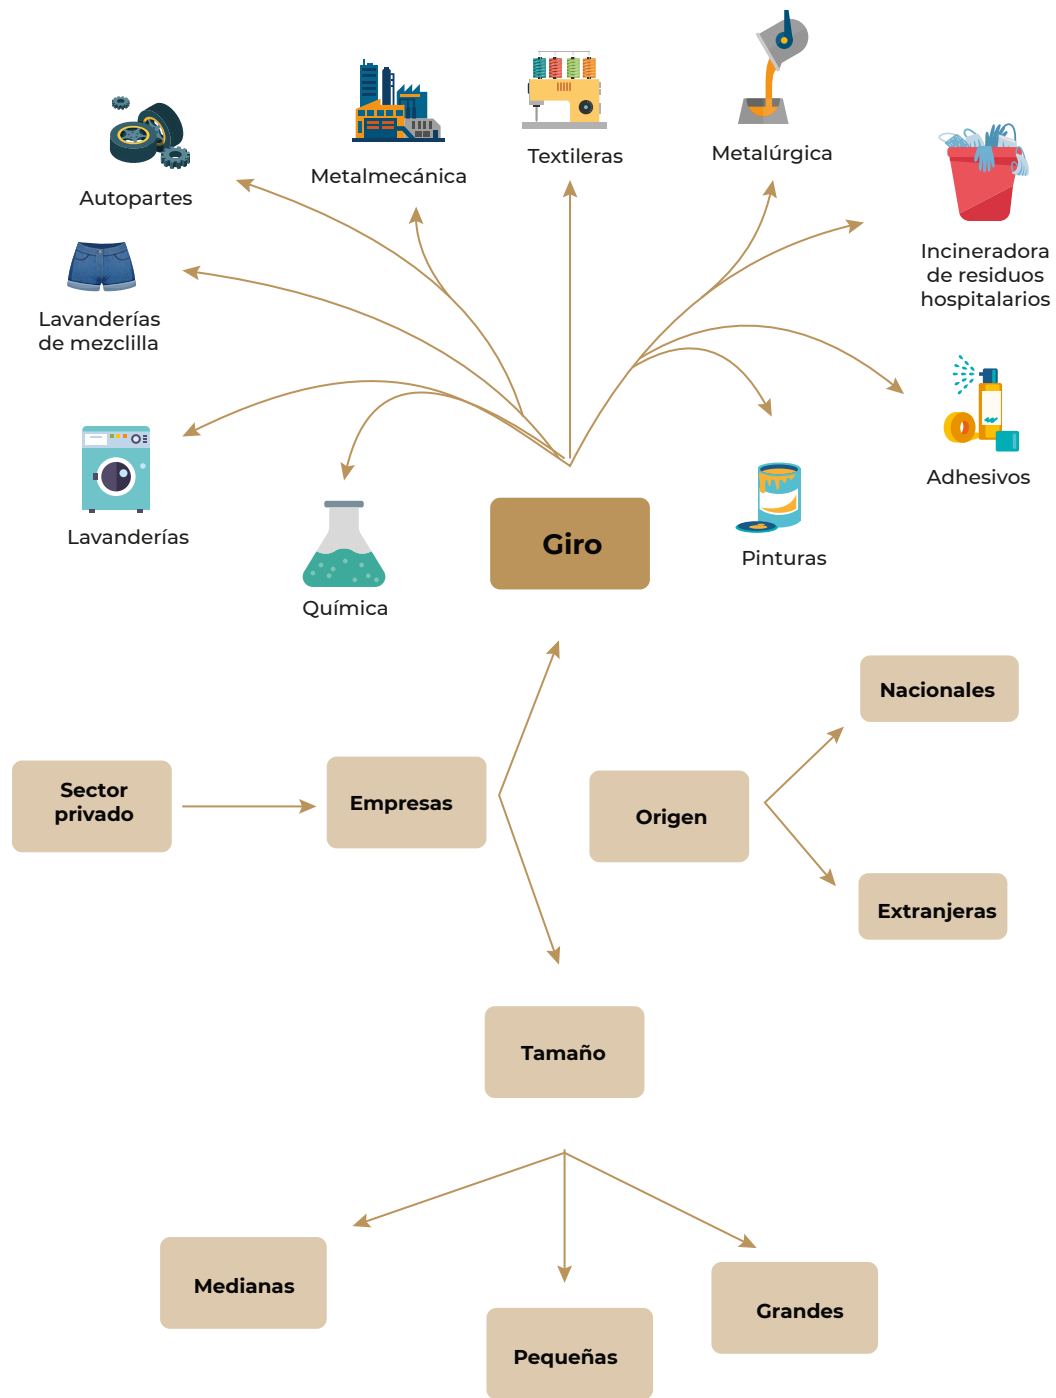 Metalúrgica
Textileras
Metalmecánica
Autopartes
Incineradora
de residuos
hospitalarios
Lavanderías
de mezclilla
Adhesivos
Lavanderías
Giro
Pinturas
Química
Nacionales
Sector
privado
Empresas
Origen
Extranjeras
Tamaño
Medianas
Grandes
Pequeñas